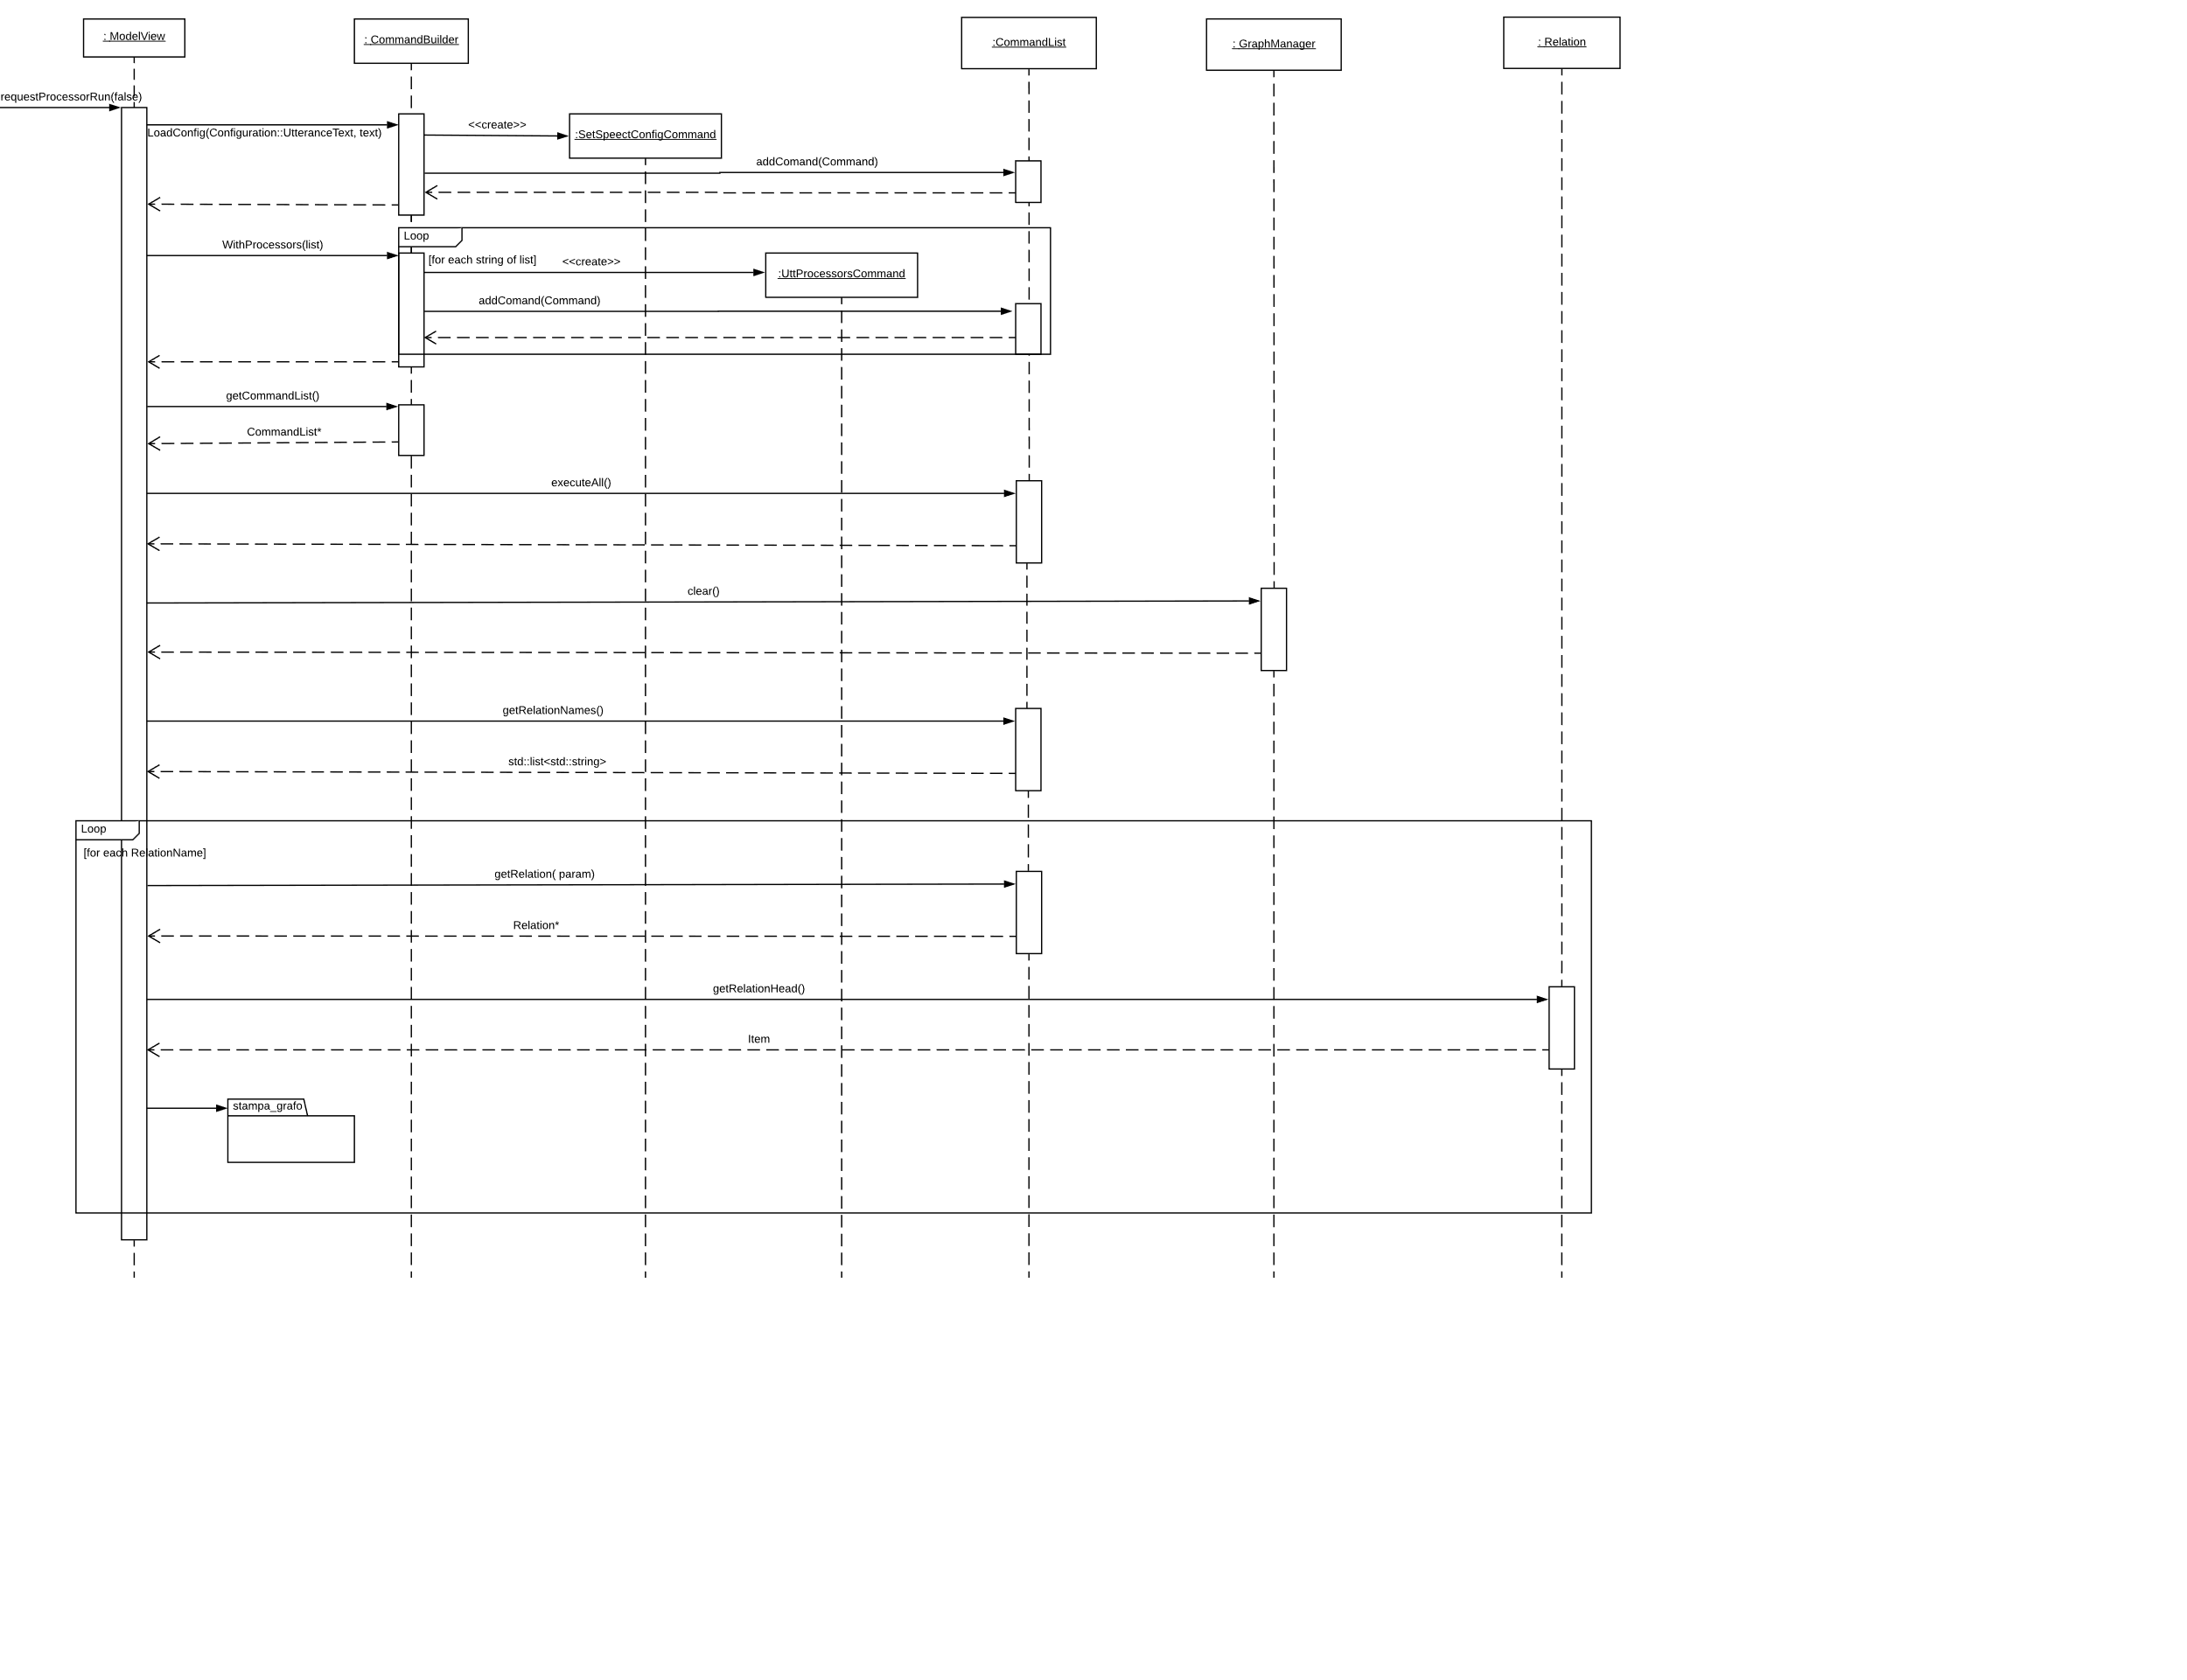 : ModelView
: CommandBuilder
:CommandList
: GraphManager
: Relation
requestProcessorRun(false)
LoadConfig(Configuration::UtteranceText, text)
<<create>>
:SetSpeectConfigCommand
addComand(Command)
Loop
WithProcessors(list)
[for each string of list]
<<create>>
:UttProcessorsCommand
addComand(Command)
getCommandList()
CommandList*
executeAll()
clear()
getRelationNames()
std::list<std::string>
Loop
[for each RelationName]
getRelation( param)
Relation*
getRelationHead()
Item
stampa_grafo